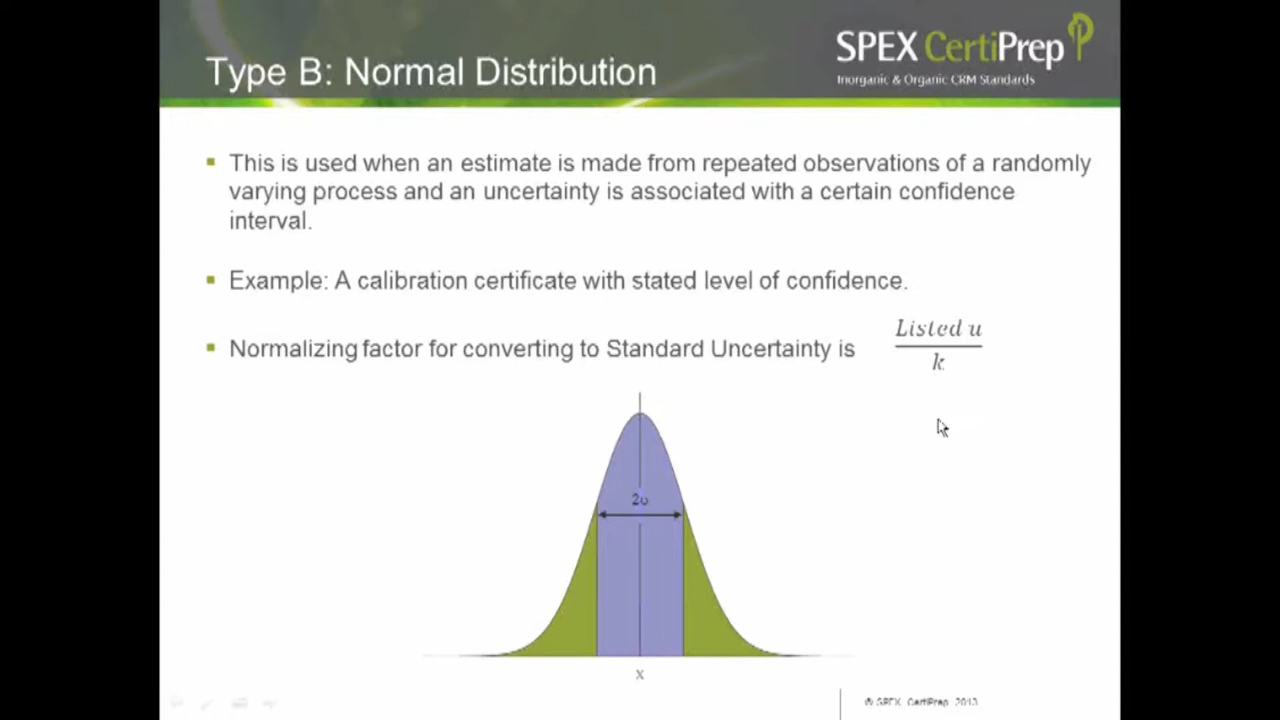 SPEX CertiPrep
Inorganic & Organic CRM Standards
Type B: Normal Distribution
This is used when an estimate is made from repeated observations of a randomly
varying process and an uncertainty is associated with a certain confidence
interval.
Example: A calibration certificate with stated level of confidence.
Normalizing factor for converting to Standard Uncertainty is
Listed u
k
2σ
x
© SPEX CertiPrep 2013